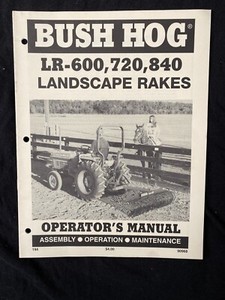 BUSH HOG®
LR-600,720,840
LANDSCAPE RAKES
OPERATOR'S MANUAL
ASSEMBLY ● OPERATION ● MAINTENANCE